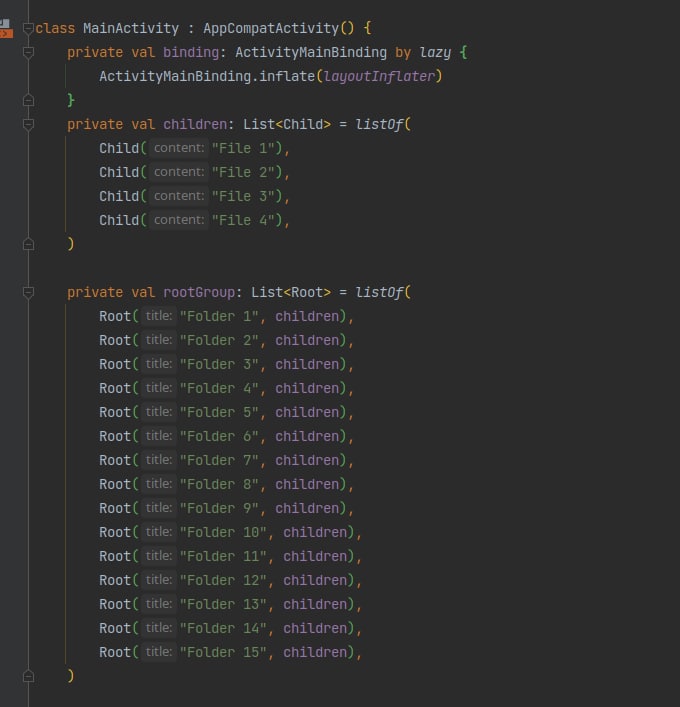 class MainActivity : AppCompatActivity() {
    private val binding: ActivityMainBinding by lazy {
        ActivityMainBinding.inflate(layoutInflater)
    }
    private val children: List<Child> = listOf(
        Child( content: "File 1"),
        Child( content: "File 2"),
        Child( content: "File 3"),
        Child( content: "File 4"),
    )

    private val rootGroup: List<Root> = listOf(
        Root( title: "Folder 1", children),
        Root( title: "Folder 2", children),
        Root( title: "Folder 3", children),
        Root( title: "Folder 4", children),
        Root( title: "Folder 5", children),
        Root( title: "Folder 6", children),
        Root( title: "Folder 7", children),
        Root( title: "Folder 8", children),
        Root( title: "Folder 9", children),
        Root( title: "Folder 10", children),
        Root( title: "Folder 11", children),
        Root( title: "Folder 12", children),
        Root( title: "Folder 13", children),
        Root( title: "Folder 14", children),
        Root( title: "Folder 15", children),
    )